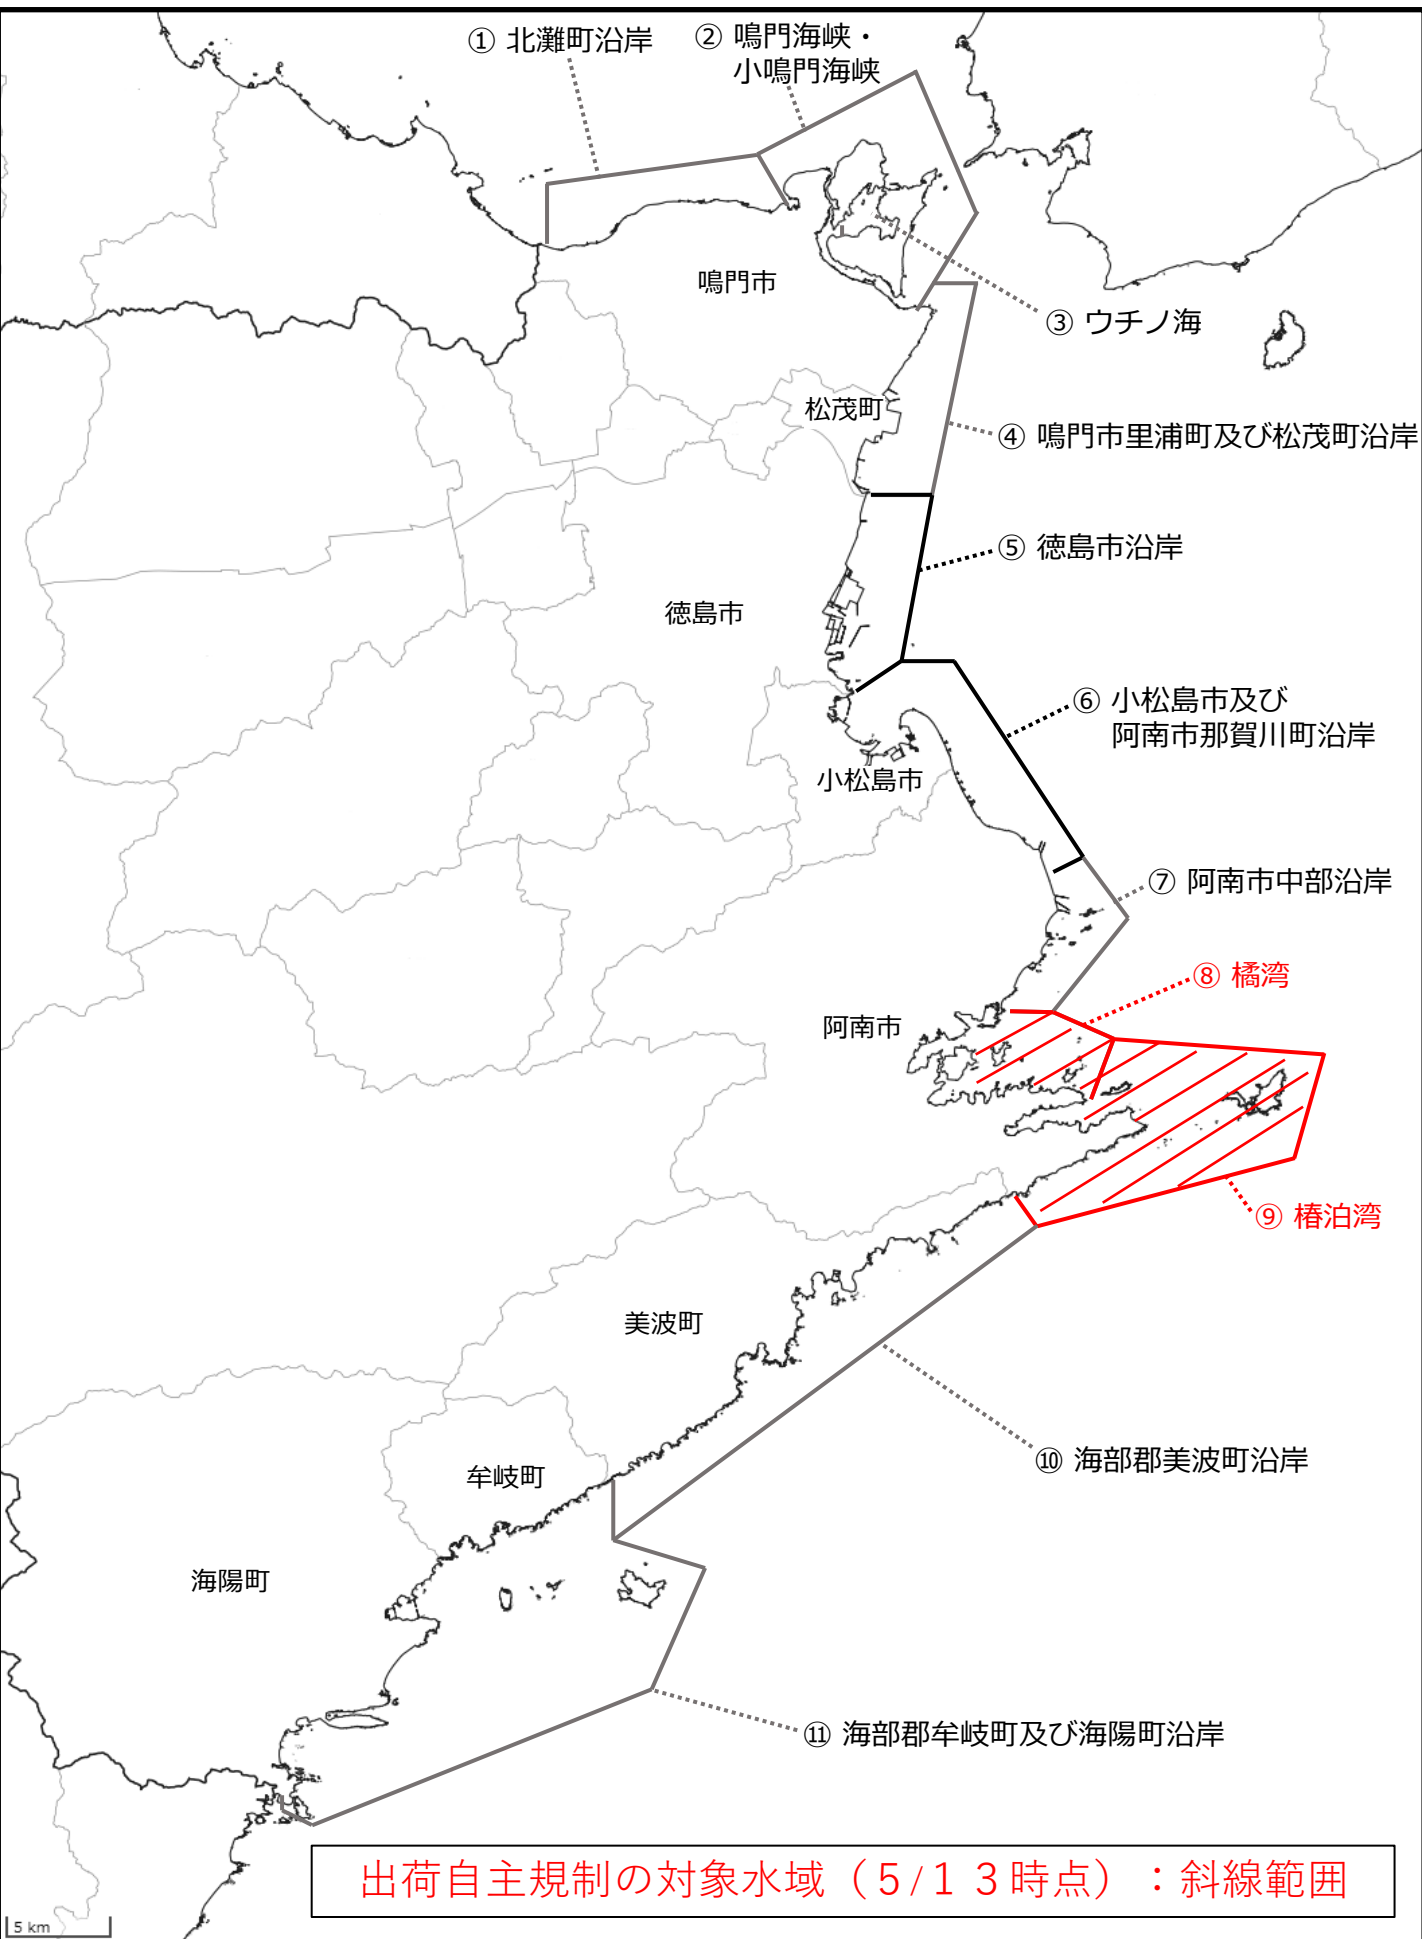 ① 北灘町沿岸
② 鳴門海峡・
小鳴門海峡
鳴門市
③ ウチノ海
松茂町
④ 鳴門市里浦町及び松茂町沿岸
⑤ 徳島市沿岸
徳島市
⑥ 小松島市及び
阿南市那賀川町沿岸
小松島市
⑦ 阿南市中部沿岸
⑧ 橘湾
阿南市
⑨ 椿泊湾
美波町
⑩ 海部郡美波町沿岸
牟岐町
海陽町
⑪ 海部郡牟岐町及び海陽町沿岸
出荷自主規制の対象水域（５/１３時点）：斜線範囲
5 km